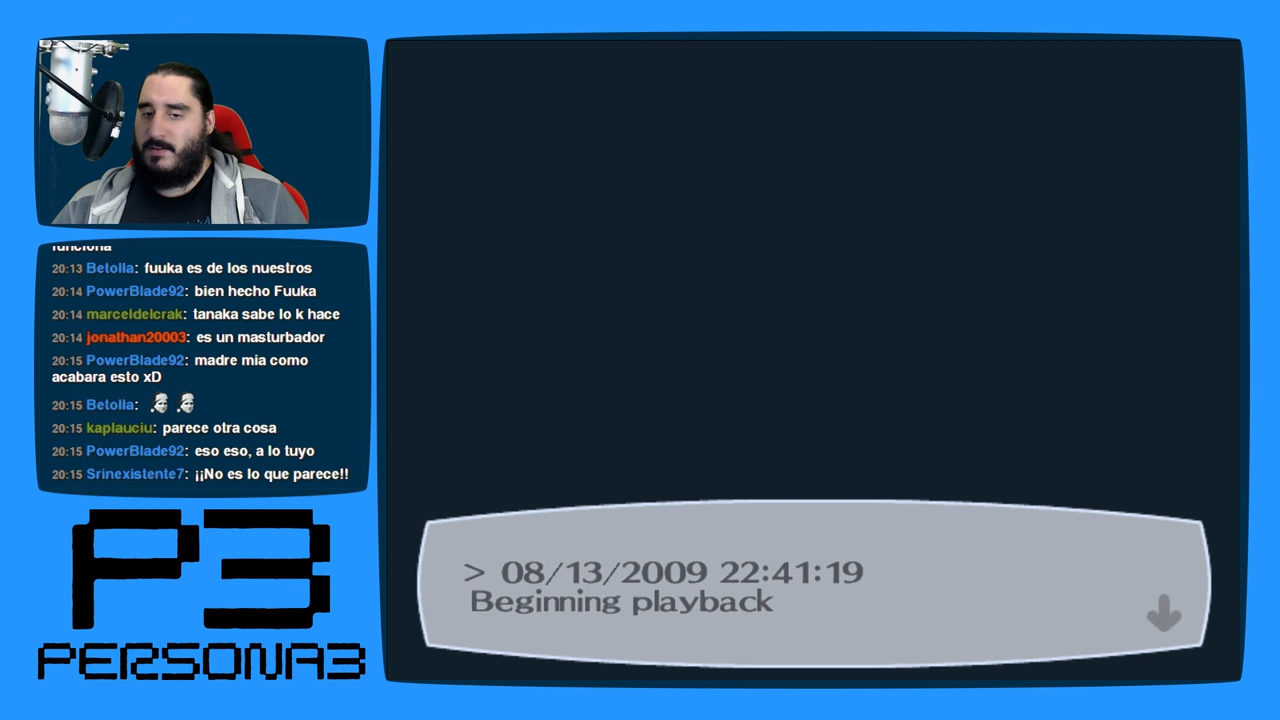 funciona
20:13 Betolla: fuuka es de los nuestros
20:14 PowerBlade92: bien hecho Fuuka
20:14 marceldelcrak: tanaka sabe lo k hace
20:14 jonathan20003: es un masturbador
20:15 PowerBlade92: madre mia como
acabara esto xD
20:15 Betolla:
20:15 kaplauciu: parece otra cosa
20:15 PowerBlade92: eso eso, a lo tuyo
20:15 Srinexistente7: ¡¡No es lo que parece!!
P3
PERSONA3
> 08/13/2009 22:41:19
Beginning playback